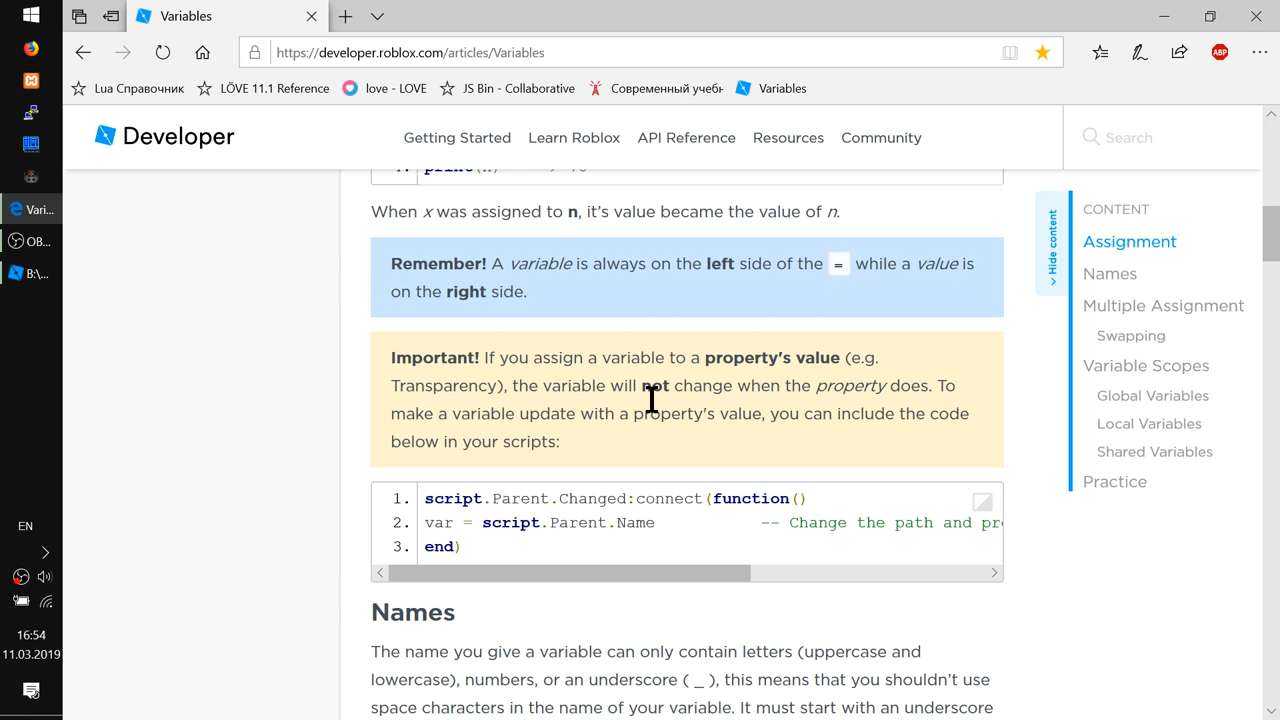 Variables
https://developer.roblox.com/articles/Variables
ABP
Lua Справочник
LÖVE 11.1 Reference
love - LOVE
JS Bin - Collaborative
Современный учебн
Variables
Developer
Getting Started
Learn Roblox
API Reference
Resources
Community
Search
When x was assigned to n, it’s value became the value of n.
Remember! A variable is always on the left side of the = while a value is
on the right side.
Important! If you assign a variable to a property's value (e.g.
Transparency), the variable will not change when the property does. To
make a variable update with a property's value, you can include the code
below in your scripts:
1. script.Parent.Changed:connect(function()
2. var = script.Parent.Name -- Change the path and pr
3. end)
Names
The name you give a variable can only contain letters (uppercase and
lowercase), numbers, or an underscore ( _ ), this means that you shouldn’t use
space characters in the name of your variable. It must start with an underscore
Hide content
CONTENT
Assignment
Names
Multiple Assignment
Swapping
Variable Scopes
Global Variables
Local Variables
Shared Variables
Practice
Vari...
OB...
B:\...
EN
16:54
11.03.2019